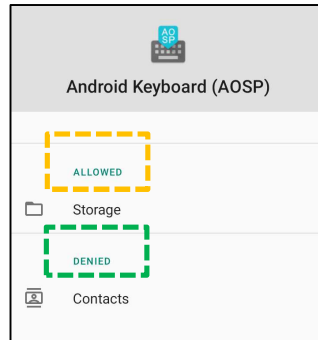 AO
SP
Android Keyboard (AOSP)
ALLOWED
Storage
DENIED
Contacts